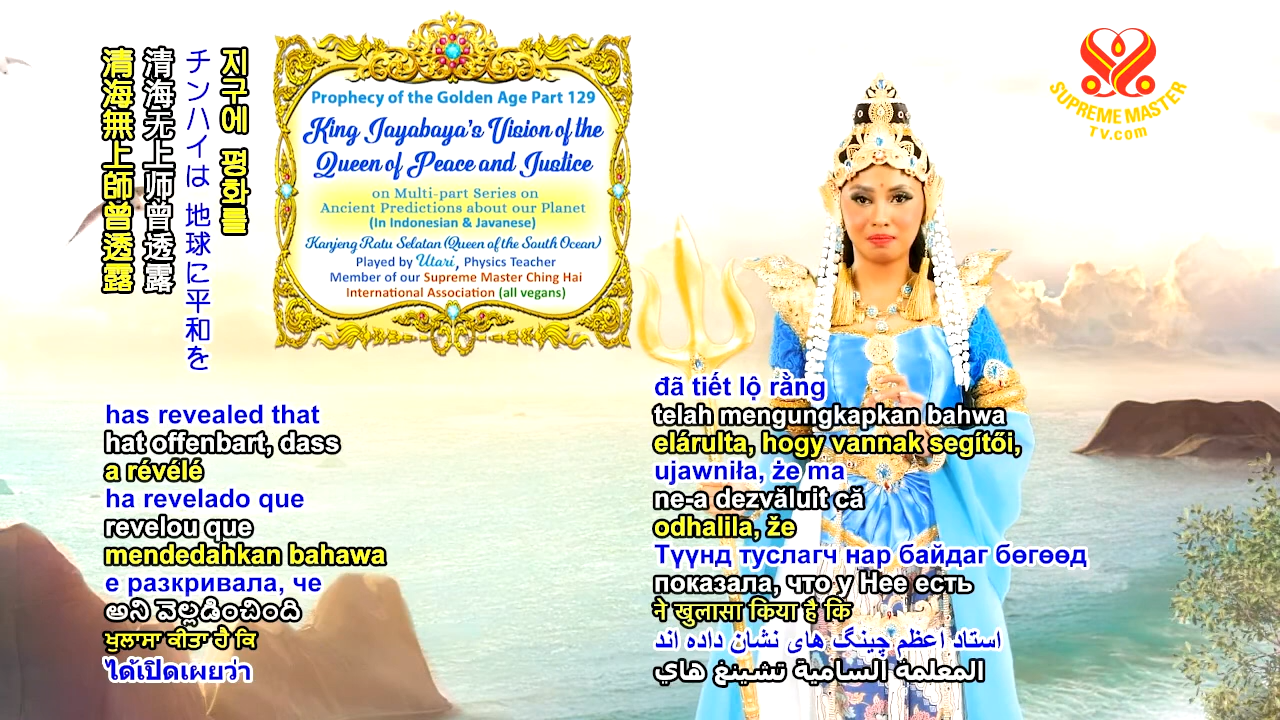 清海無上師曾透露
清海无上师曾透露
チンハイは 地球に平和を
지구에 평화를
Prophecy of the Golden Age Part 129
King Jayabaya's Vision of the
Queen of Peace and Justice
on Multi-part Series on
Ancient Predictions about our Planet
(In Indonesian & Javanese)
Kanjeng Ratu Selatan (Queen of the South Ocean)
Played by Utari, Physics Teacher
Member of our Supreme Master Ching Hai
International Association (all vegans)
SUPREME MASTER
TV.com
has revealed that
hat offenbart, dass
a révélé
ha revelado que
revelou que
mendedahkan bahawa
е разкривала, че
అని వెల్లడించింది
ਖੁਲਾਸਾ ਕੀਤਾ ਹੈ ਕਿ
ได้เปิดเผยว่า
đã tiết lộ rằng
telah mengungkapkan bahwa
elárulta, hogy vannak segítői,
ujawniła, że ma
ne-a dezvăluit că
odhalila, že
Түүнд туслагч нар байдаг бөгөөд
показала, что у Нее есть
ने खुलासा किया है कि
استاد اعظم چینگ های نشان داده اند
المعلمة السامية تشينغ هاي